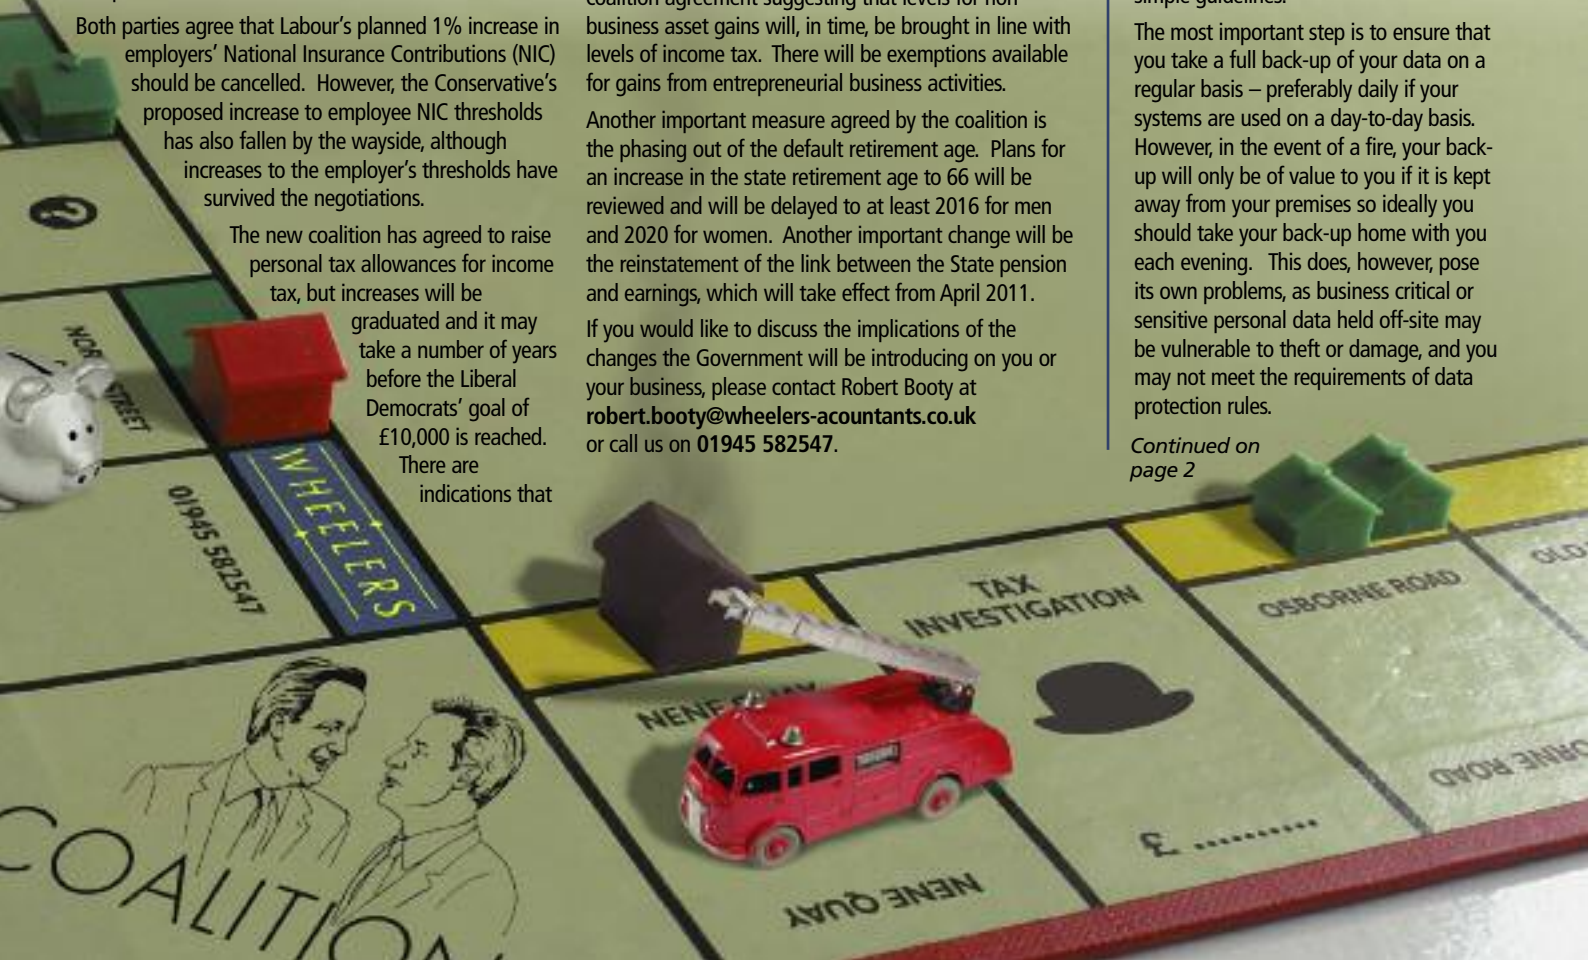 Both parties agree that Labour's planned 1% increase in
employers' National Insurance Contributions (NIC)
should be cancelled.  However, the Conservative's
proposed increase to employee NIC thresholds
has also fallen by the wayside, although
increases to the employer's thresholds have
survived the negotiations.
The new coalition has agreed to raise
personal tax allowances for income
tax, but increases will be
graduated and it may
take a number of years
before the Liberal
Democrats' goal of
£10,000 is reached.
There are
indications that
coalition agreement suggesting that levels for non
business asset gains will, in time, be brought in line with
levels of income tax.  There will be exemptions available
for gains from entrepreneurial business activities.
Another important measure agreed by the coalition is
the phasing out of the default retirement age.  Plans for
an increase in the state retirement age to 66 will be
reviewed and will be delayed to at least 2016 for men
and 2020 for women.  Another important change will be
the reinstatement of the link between the State pension
and earnings, which will take effect from April 2011.
If you would like to discuss the implications of the
changes the Government will be introducing on you or
your business, please contact Robert Booty at
robert.booty@wheelers-acountants.co.uk
or call us on 01945 582547.
simple guidelines.
The most important step is to ensure that
you take a full back-up of your data on a
regular basis – preferably daily if your
systems are used on a day-to-day basis.
However, in the event of a fire, your back-
up will only be of value to you if it is kept
away from your premises so ideally you
should take your back-up home with you
each evening.   This does, however, pose
its own problems, as business critical or
sensitive personal data held off-site may
be vulnerable to theft or damage, and you
may not meet the requirements of data
protection rules.
Continued on
page 2
?
STREET
01945 582547
WHEELERS
COALITION
NENE
NENE QUAY
TAX
INVESTIGATION
£ ..........
OSBORNE ROAD
ROAD
OLD